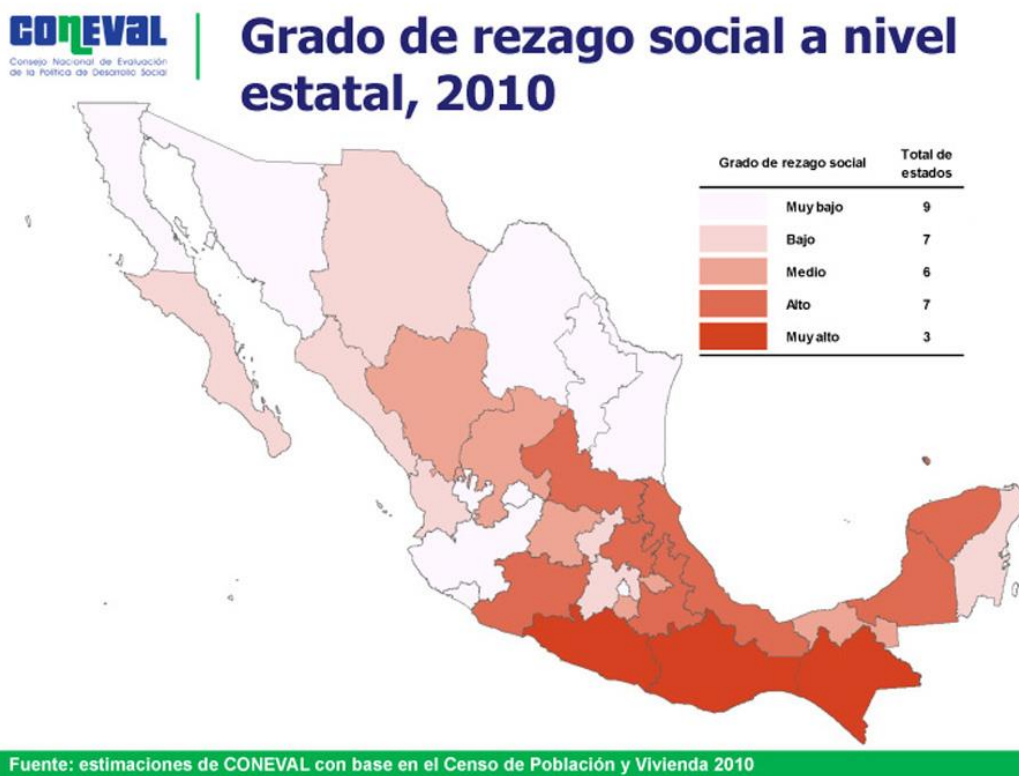 CONEVAL
Consejo Nacional de Evaluación
de la Política de Desarrollo Social
Grado de rezago social a nivel
estatal, 2010
Grado de rezago social Total de
estados
Muy bajo 9
Bajo 7
Medio 6
Alto 7
Muy alto 3
Fuente: estimaciones de CONEVAL con base en el Censo de Población y Vivienda 2010